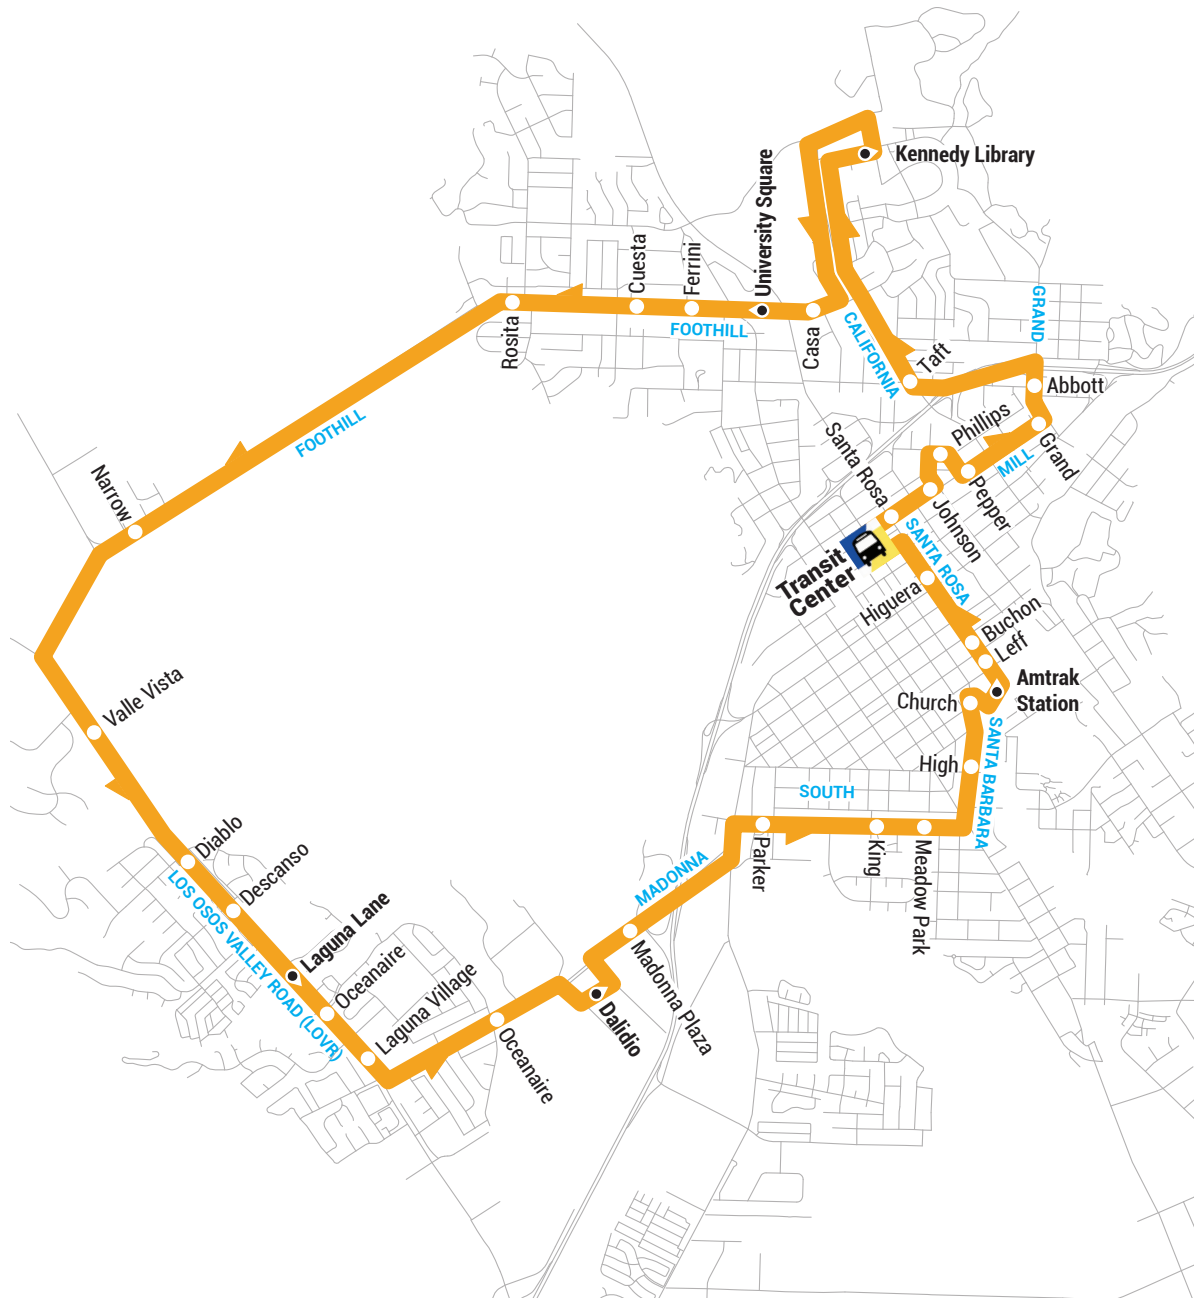 Kennedy Library
University Square
Cuesta
Ferrini
FOOTHILL
Rosita
Casa
CALIFORNIA
GRAND
Taft
Abbott
Phillips
MILL
Grand
Pepper
Johnson
Santa Rosa
SANTA ROSA
Transit
Center
Higuera
Buchon
Leff
Amtrak
Station
Church
SANTA BARBARA
High
SOUTH
Parker
King
Meadow Park
MADONNA
Madonna Plaza
Dalidio
Oceanaire
Laguna Village
Oceanaire
Laguna Lane
LOS OSOS VALLEY ROAD (LOVR)
Descanso
Diablo
Valle Vista
Narrow
FOOTHILL